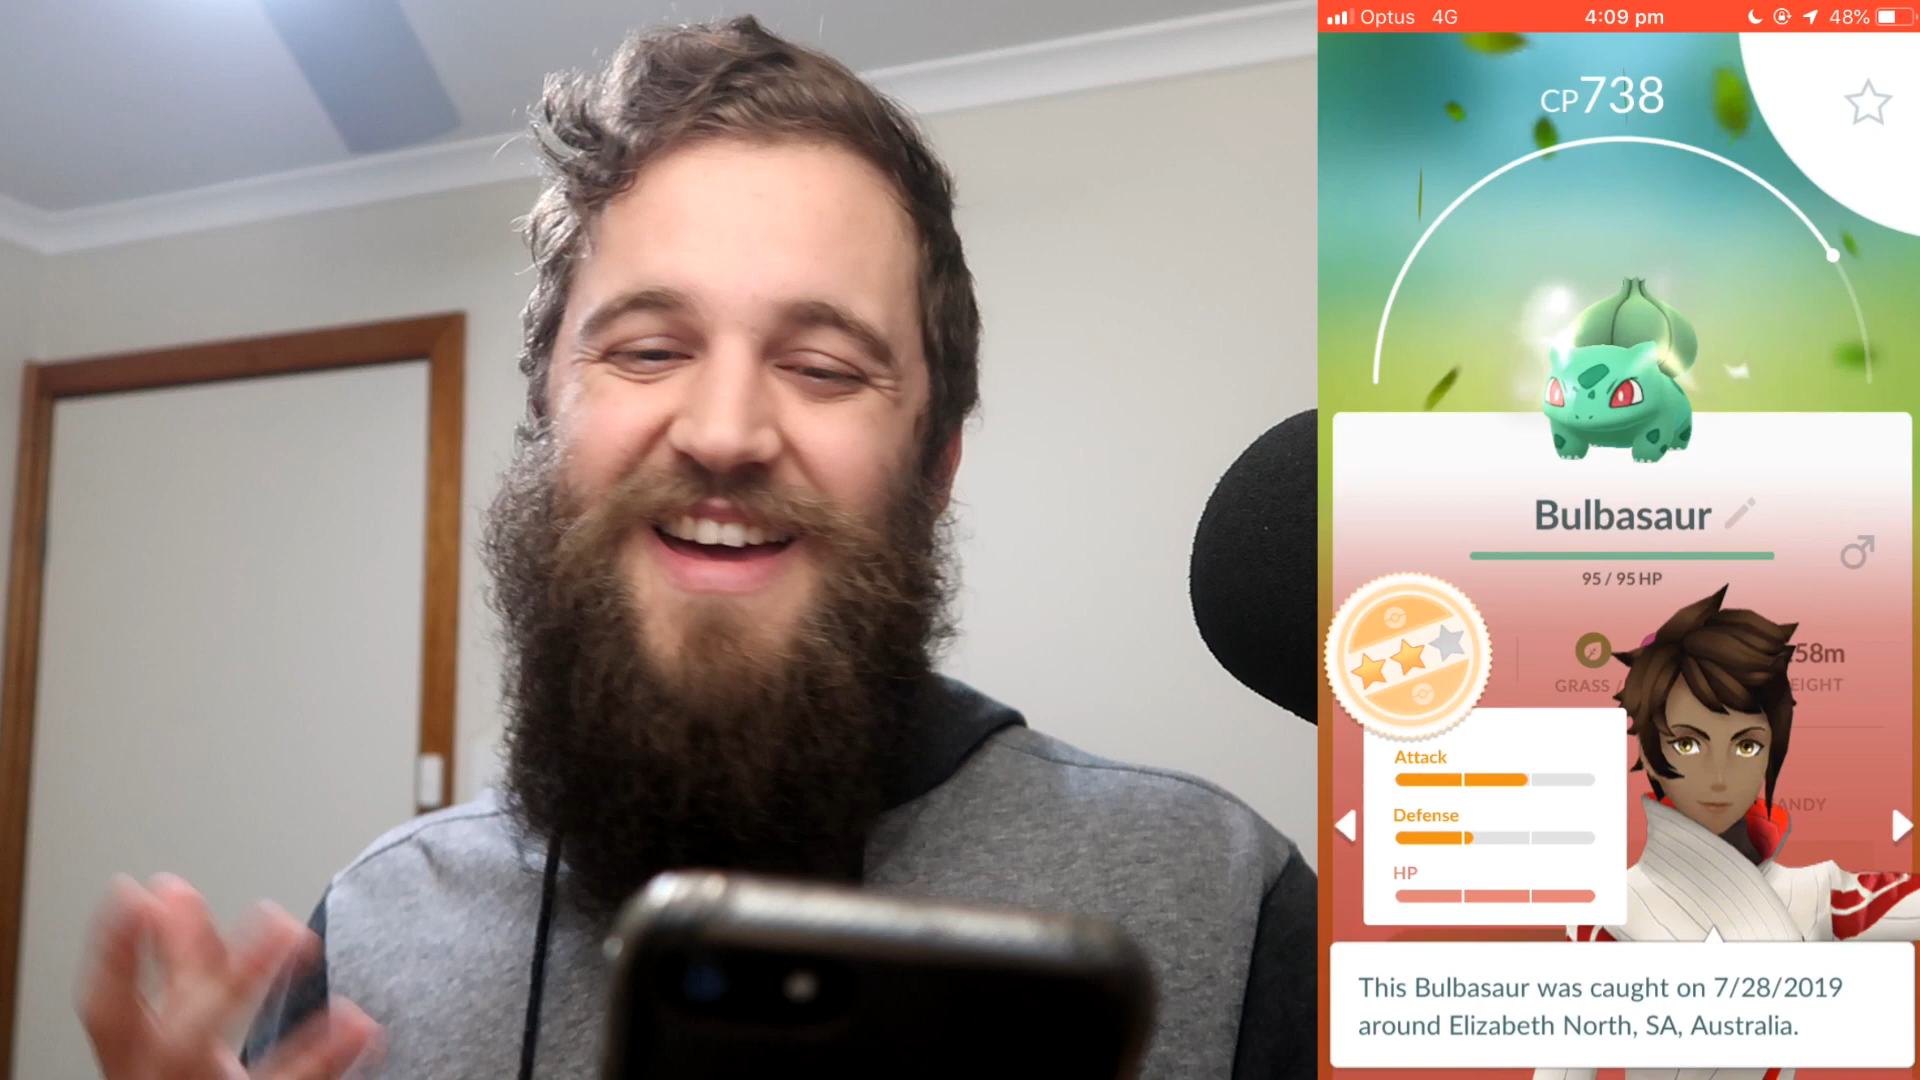 Optus 4G 4:09 pm 48%
CP738
Bulbasaur
95 / 95 HP
GRASS / .58m
EIGHT
Attack
ANDY
Defense
HP
This Bulbasaur was caught on 7/28/2019
around Elizabeth North, SA, Australia.